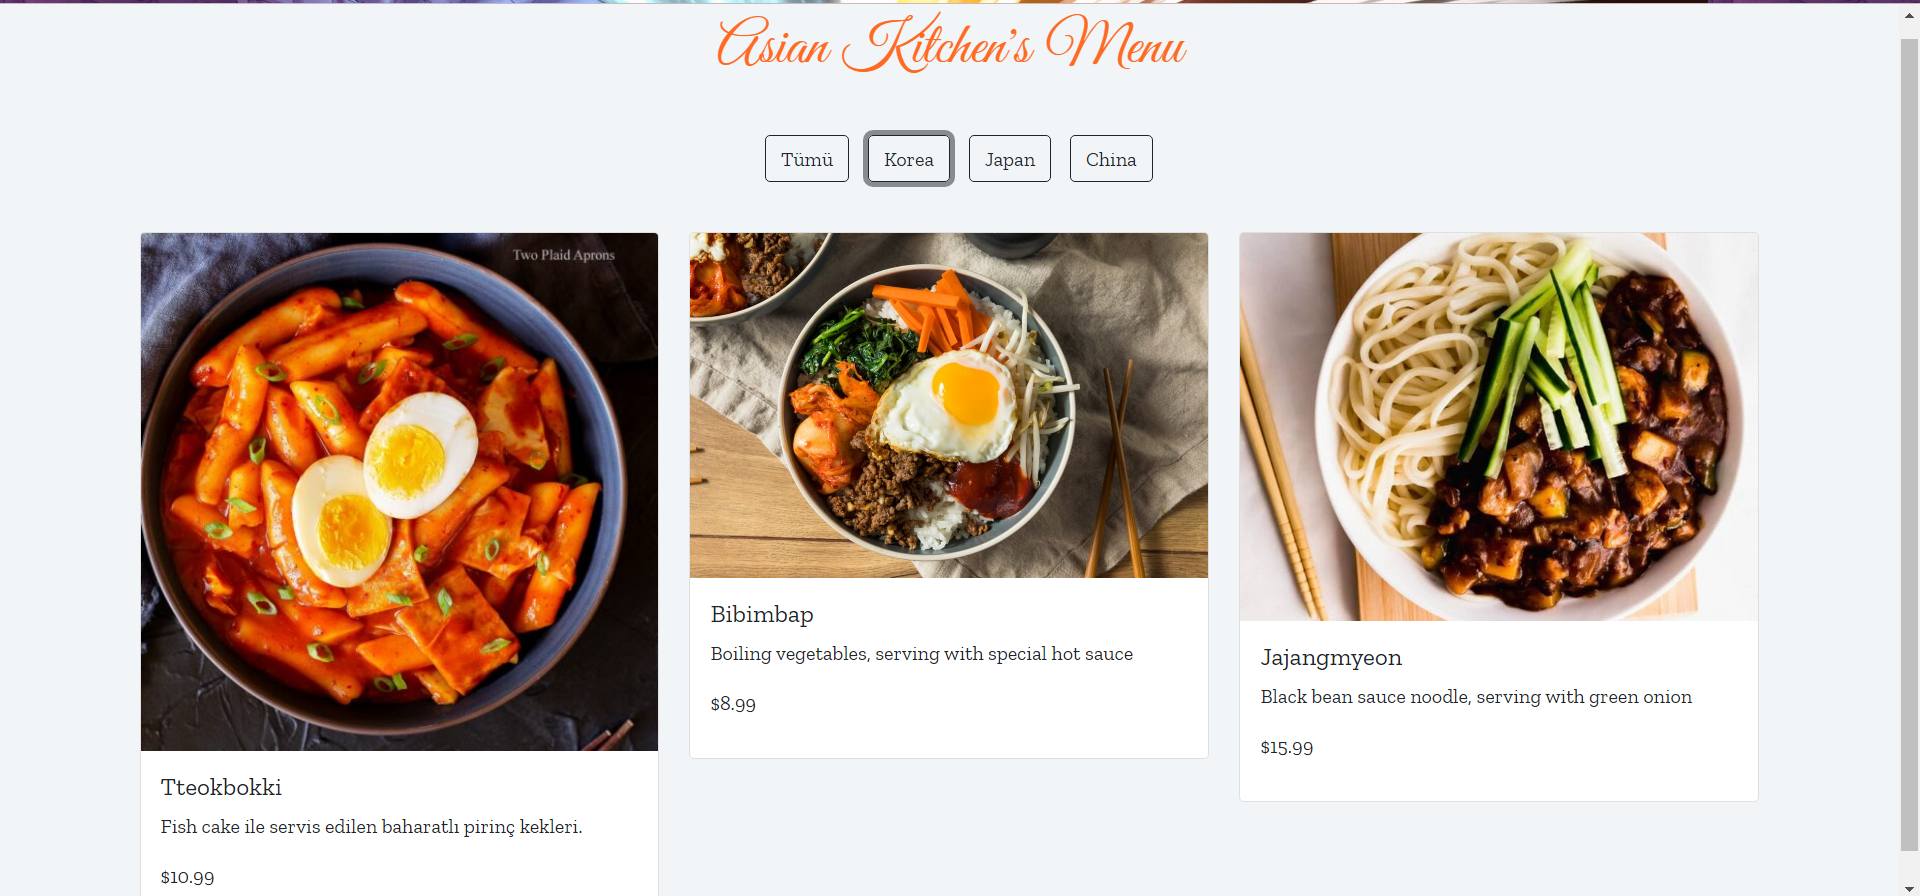 Asian Kitchen's Menu
Tümü
Korea
Japan
China
Two Plaid Aprons
Tteokbokki
Fish cake ile servis edilen baharatlı pirinç kekleri.
$10.99
Bibimbap
Boiling vegetables, serving with special hot sauce
$8.99
Jajangmyeon
Black bean sauce noodle, serving with green onion
$15.99